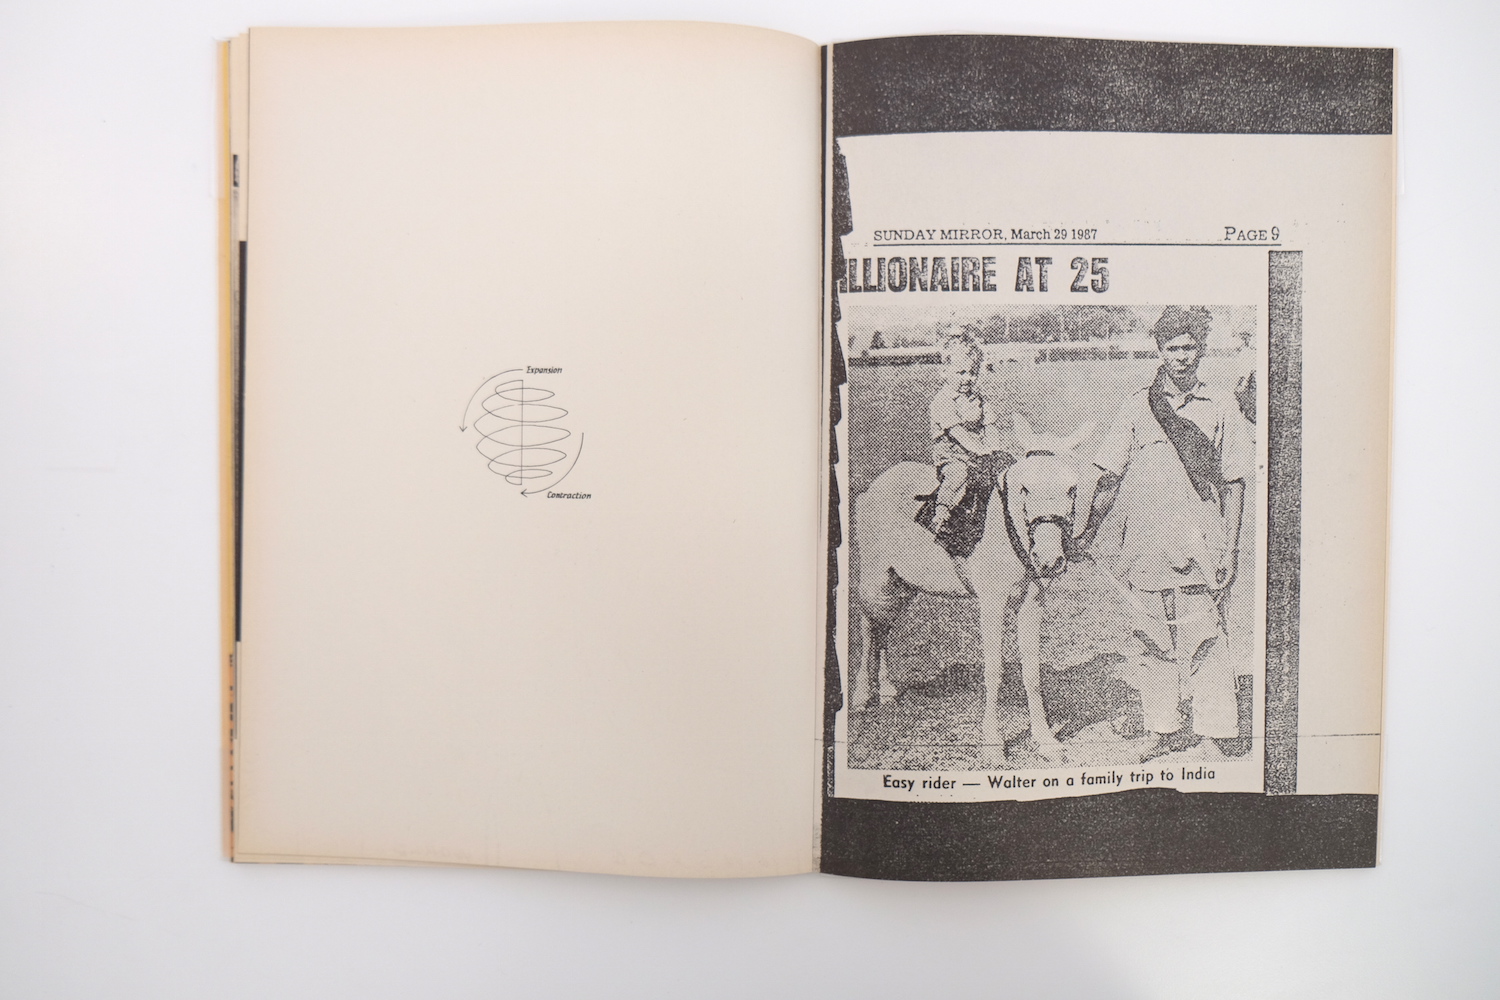 Expansion
Contraction
SUNDAY MIRROR, March 29 1987 PAGE 9
ILLIONAIRE AT 25
Easy rider — Walter on a family trip to India